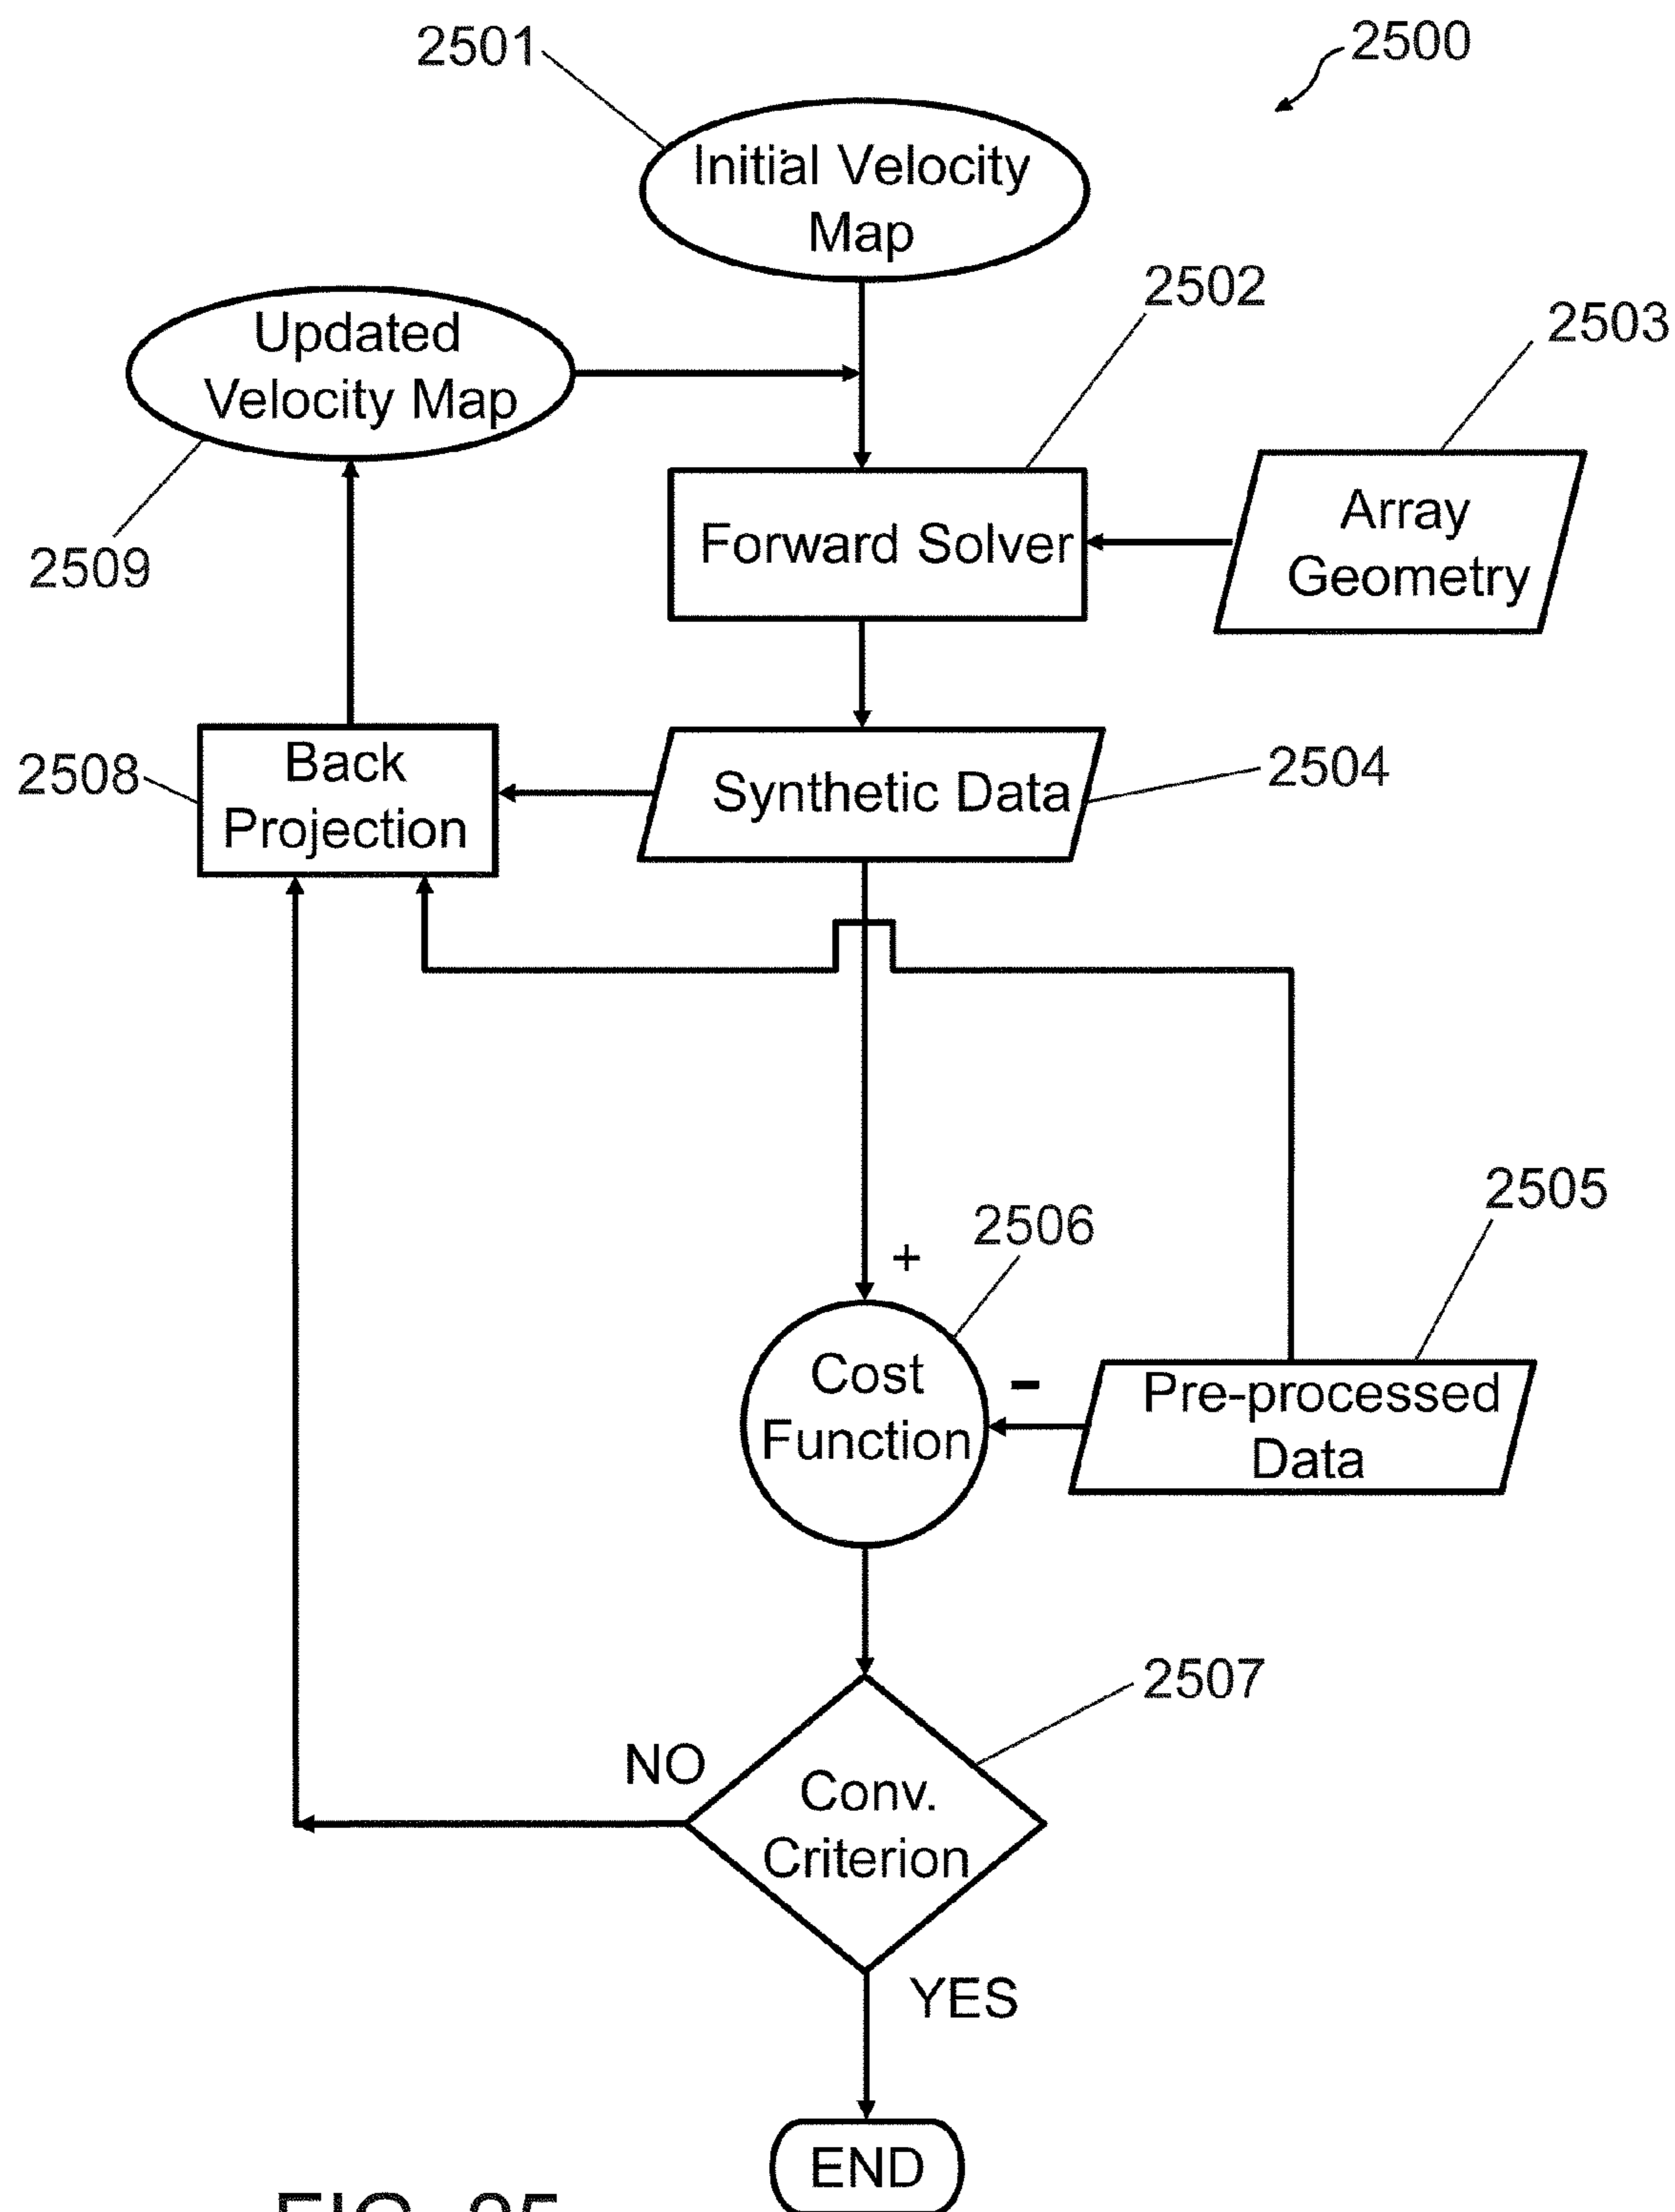 2501
2500
Initial Velocity
Map
2502
2503
Updated
Velocity Map
Array
Geometry
Forward Solver
2509
2508
Back
Projection
Synthetic Data
2504
2505
2506
+
Cost
Function
-
Pre-processed
Data
2507
NO
Conv.
Criterion
YES
END